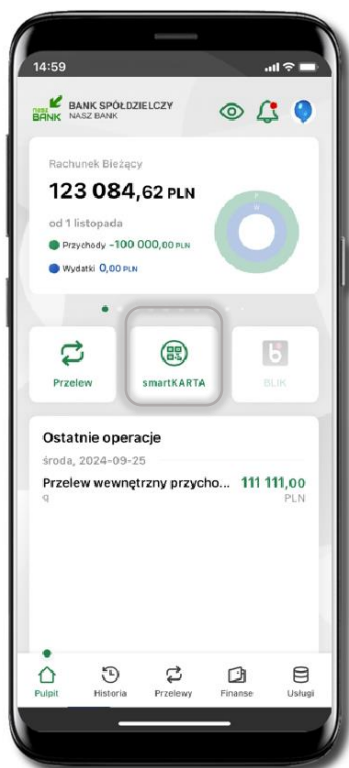 14:59
nasz BANK
BANK SPÓŁDZIELCZY
NASZ BANK
Rachunek Bieżący
123 084,62 PLN
od 1 listopada
Przychody -100 000,00 PLN
Wydatki 0,00 PLN
P
W
Przelew
smartKARTA
BLIK
Ostatnie operacje
środa, 2024-09-25
Przelew wewnętrzny przycho... 111 111,00
q PLN
Pulpit Historia Przelewy Finanse Usługi